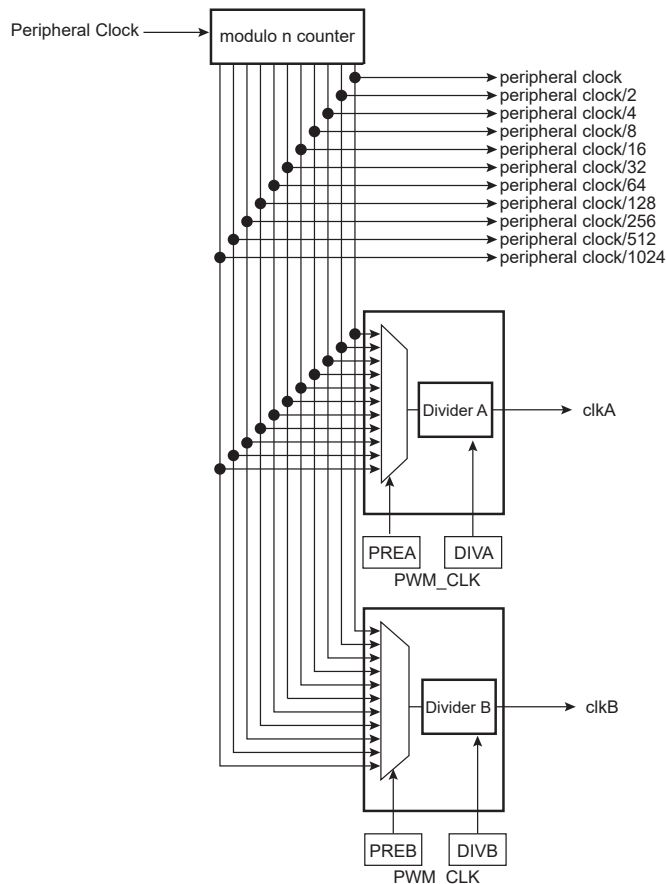 Peripheral Clock
modulo n counter
peripheral clock
peripheral clock/2
peripheral clock/4
peripheral clock/8
peripheral clock/16
peripheral clock/32
peripheral clock/64
peripheral clock/128
peripheral clock/256
peripheral clock/512
peripheral clock/1024
Divider A
clkA
PREA
DIVA
PWM_CLK
Divider B
clkB
PREB
DIVB
PWM_CLK